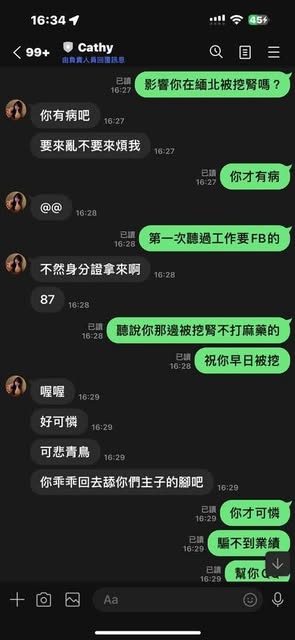 16:34
45
99+
Cathy
由負責人員回覆訊息
影響你在緬北被挖腎嗎？
已讀
16:27
你有病吧
要來亂不要來煩我
16:27
你才有病
已讀
16:27
@@
16:28
第一次聽過工作要FB的
已讀
16:28
不然身分證拿來啊
16:28
87
16:28
聽說你那邊被挖腎不打麻藥的
已讀
16:28
祝你早日被挖
已讀
16:28
喔喔
16:29
好可憐
16:29
可悲青鳥
16:29
你乖乖回去舔你們主子的腳吧
16:29
你才可憐
已讀
16:29
騙不到業績
已讀
16:29
幫你
已讀
16:29
Aa